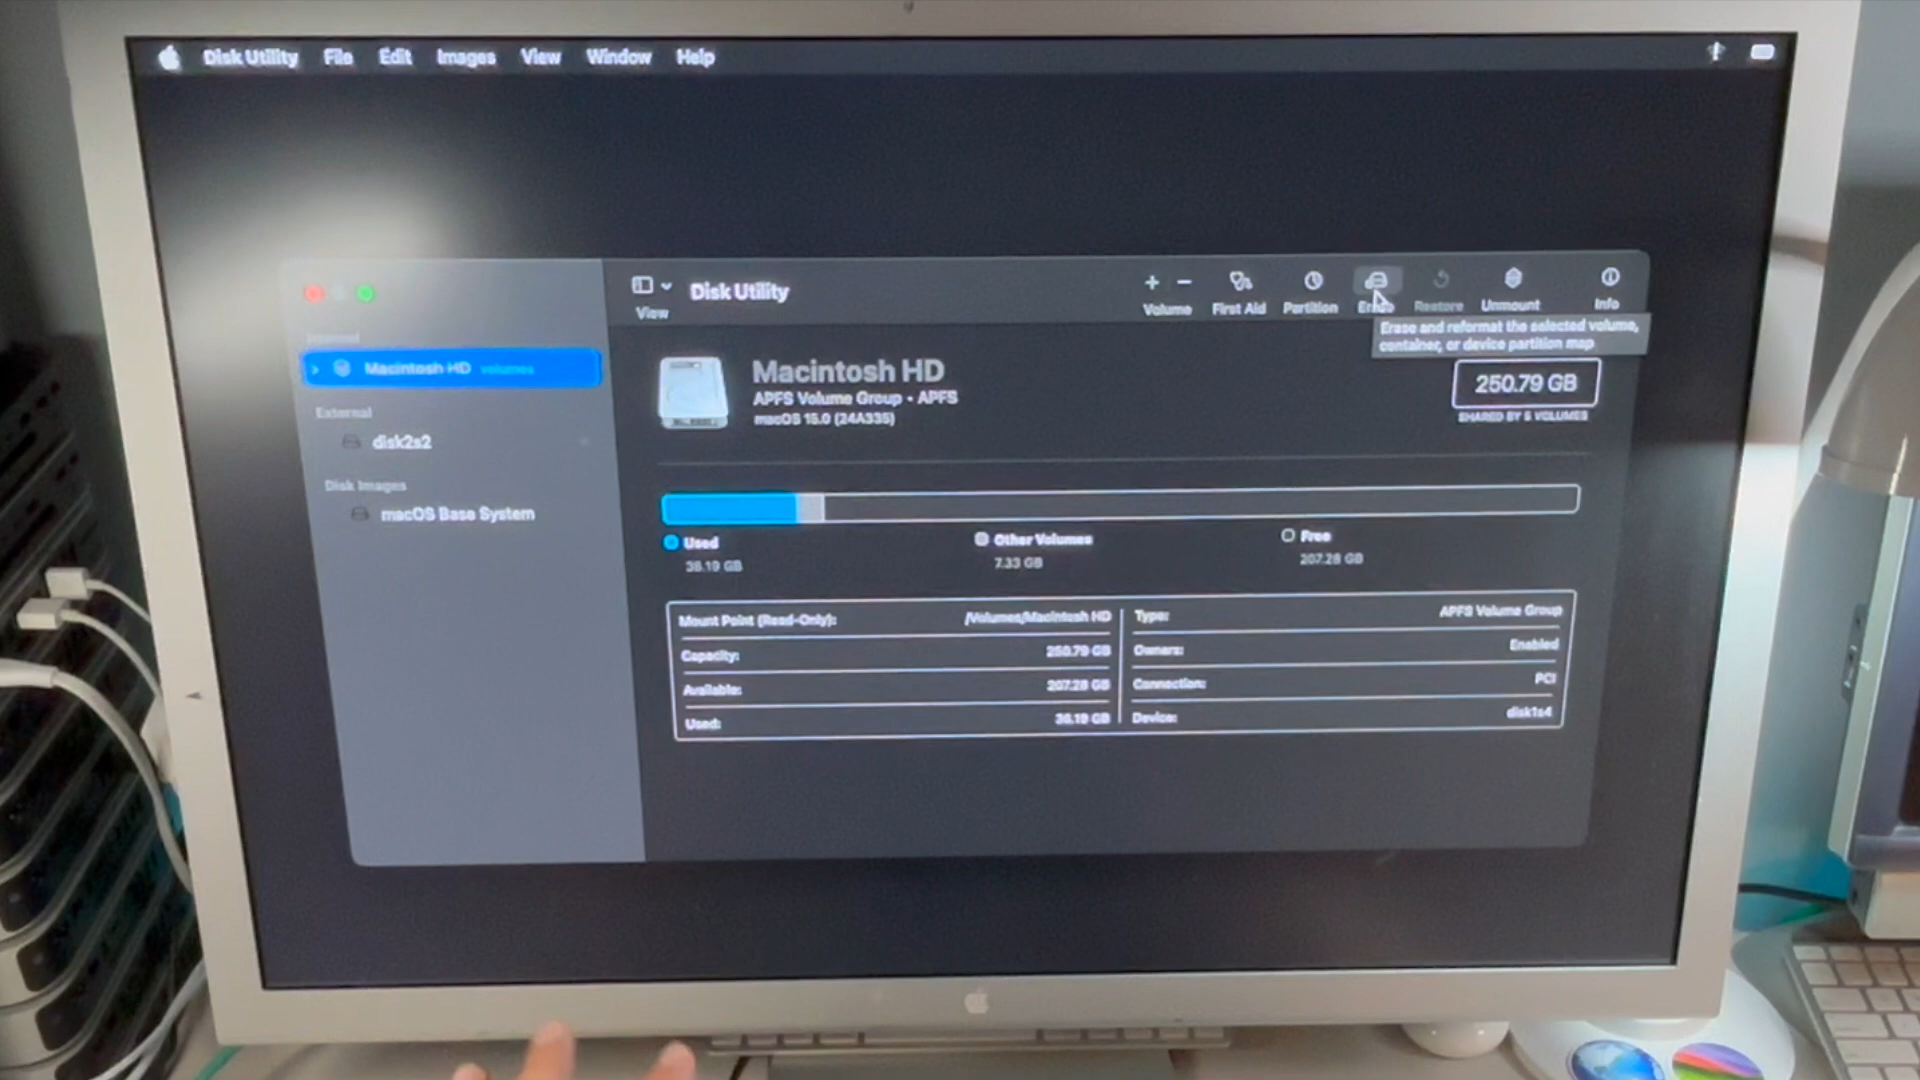 Disk Utility File Edit Images View Window Help
View
Disk Utility
Volume First Aid Partition Erase Restore Unmount Info
Erase and reformat the selected volume,
container, or device partition map
Internal
Macintosh HD volumes
External
disk2s2
Disk Images
macOS Base System
Macintosh HD
APFS Volume Group • APFS
macOS 15.0 (24A335)
250.79 GB
SHARED BY 5 VOLUMES
Used
36.19 GB
Other Volumes
7.33 GB
Free
207.28 GB
Mount Point (Read-Only): /Volumes/Macintosh HD
Capacity: 250.79 GB
Available: 207.28 GB
Used: 36.19 GB
Type: APFS Volume Group
Owners: Enabled
Connection: PCI
Device: disk1s4